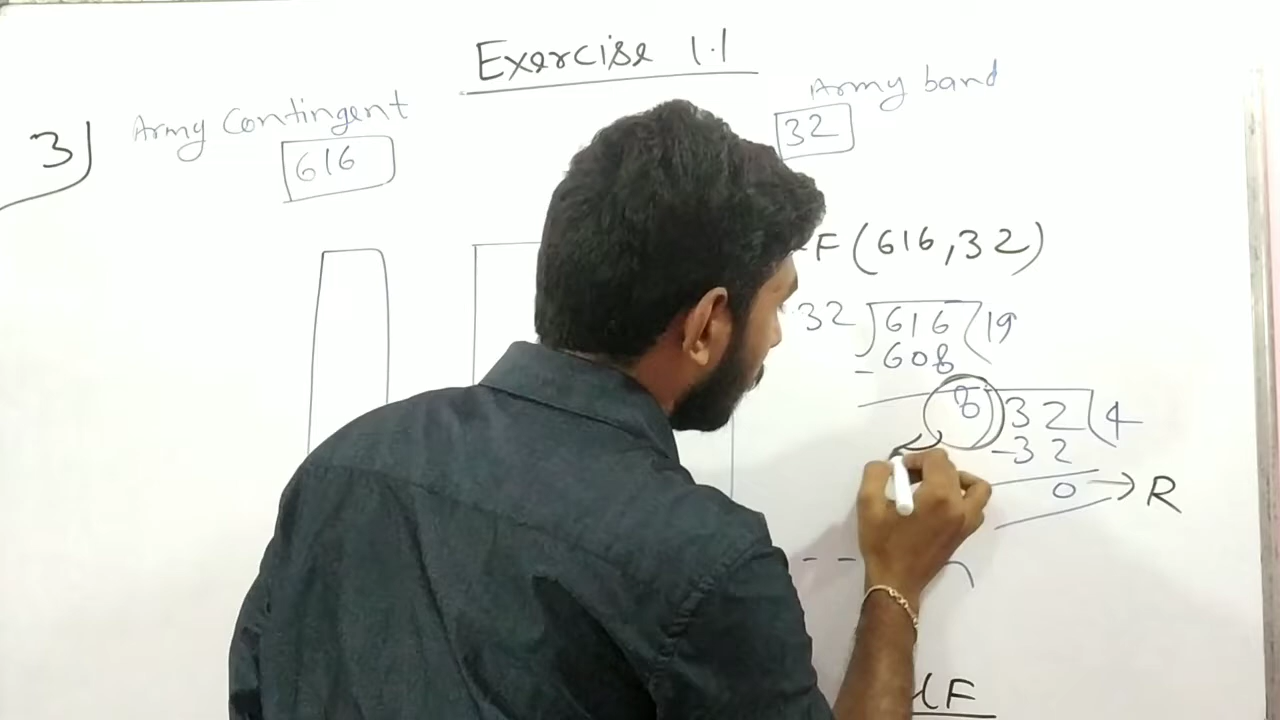 Exercise 1.1
3) Army Contingent
616
Army band
32
F (616, 32)
32 ) 616 ( 19
- 608
8 ) 32 ( 4
- 32
0 → R
F